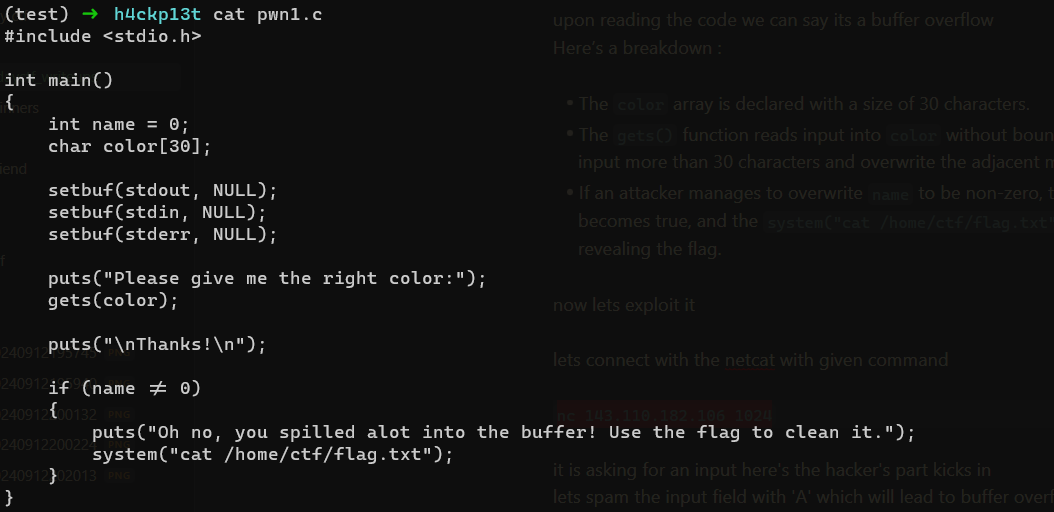 (test) ➜ h4ckp13t cat pwn1.c
#include <stdio.h>
int main()
{
int name = 0;
char color[30];
setbuf(stdout, NULL);
setbuf(stdin, NULL);
setbuf(stderr, NULL);
puts("Please give me the right color:");
gets(color);
puts("\nThanks!\n");
if (name ≠ 0)
{
puts("Oh no, you spilled alot into the buffer! Use the flag to clean it.");
system("cat /home/ctf/flag.txt");
}
}
upon reading the code we can say its a buffer overflow
Here's a breakdown :
• The color array is declared with a size of 30 characters.
• The gets() function reads input into color without
input more than 30 characters and overwrite the adjacent
• If an attacker manages to overwrite name to be non-zero,
becomes true, and the system("cat /home/ctf/flag.txt"
revealing the flag.
now lets exploit it
lets connect with the netcat with given command
nc 143.110.182.106 1024
it is asking for an input here's the hacker's part kicks in
lets spam the input field with 'A' which will lead to buffer
PNG
PNG
PNG
PNG
PNG